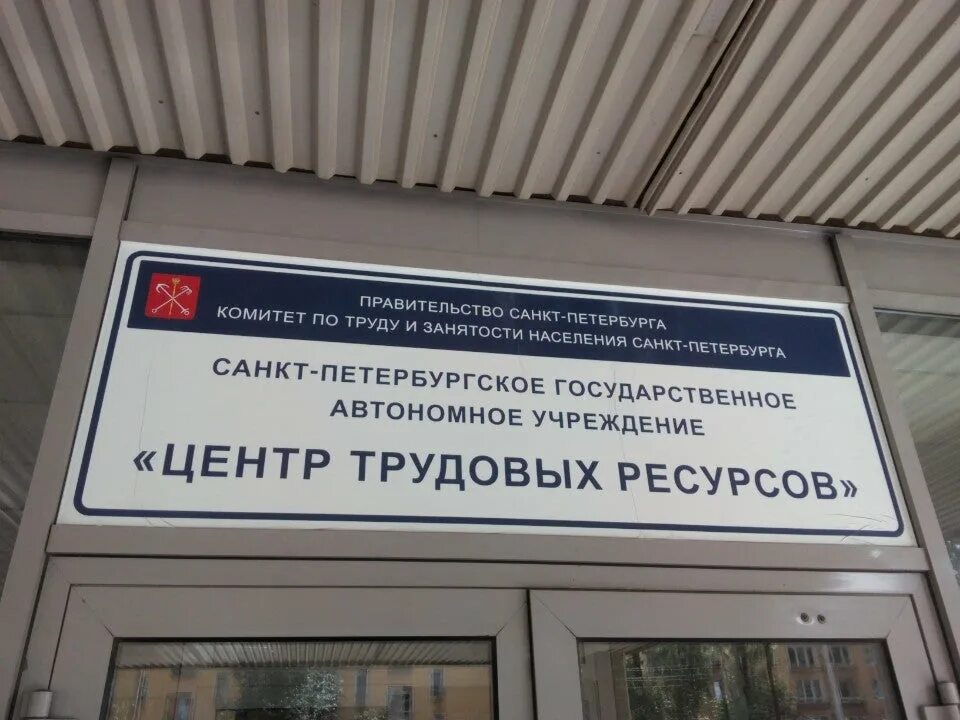 ПРАВИТЕЛЬСТВО САНКТ-ПЕТЕРБУРГА
КОМИТЕТ ПО ТРУДУ И ЗАНЯТОСТИ НАСЕЛЕНИЯ САНКТ-ПЕТЕРБУРГА
САНКТ-ПЕТЕРБУРГСКОЕ ГОСУДАРСТВЕННОЕ
АВТОНОМНОЕ УЧРЕЖДЕНИЕ
«ЦЕНТР ТРУДОВЫХ РЕСУРСОВ»